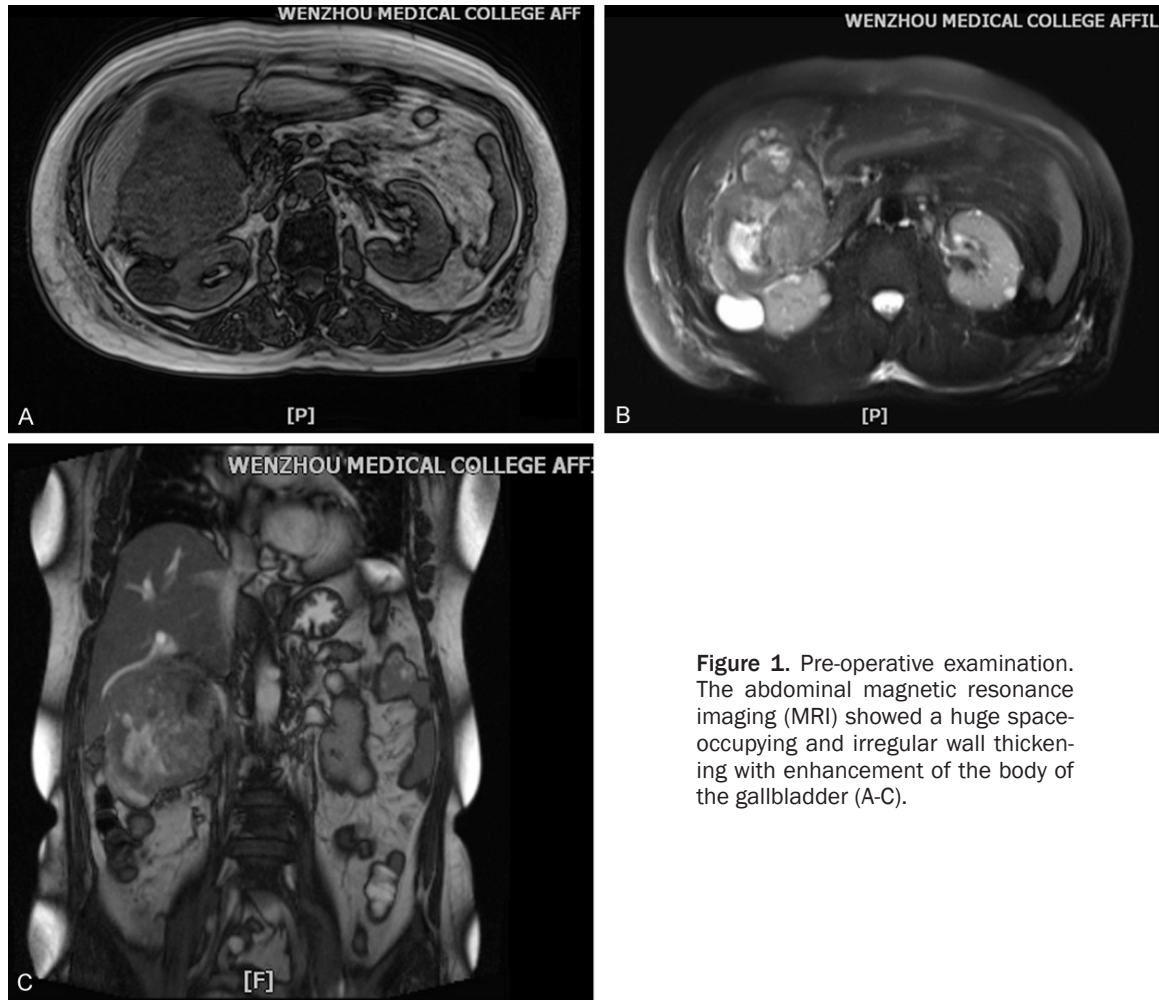 WENZHOU MEDICAL COLLEGE AFF
WENZHOU MEDICAL COLLEGE AFFIL
A
[P]
B
[P]
WENZHOU MEDICAL COLLEGE AFFI
C
[F]
Figure 1. Pre-operative examination.
The abdominal magnetic resonance
imaging (MRI) showed a huge space-
occupying and irregular wall thicken-
ing with enhancement of the body of
the gallbladder (A-C).